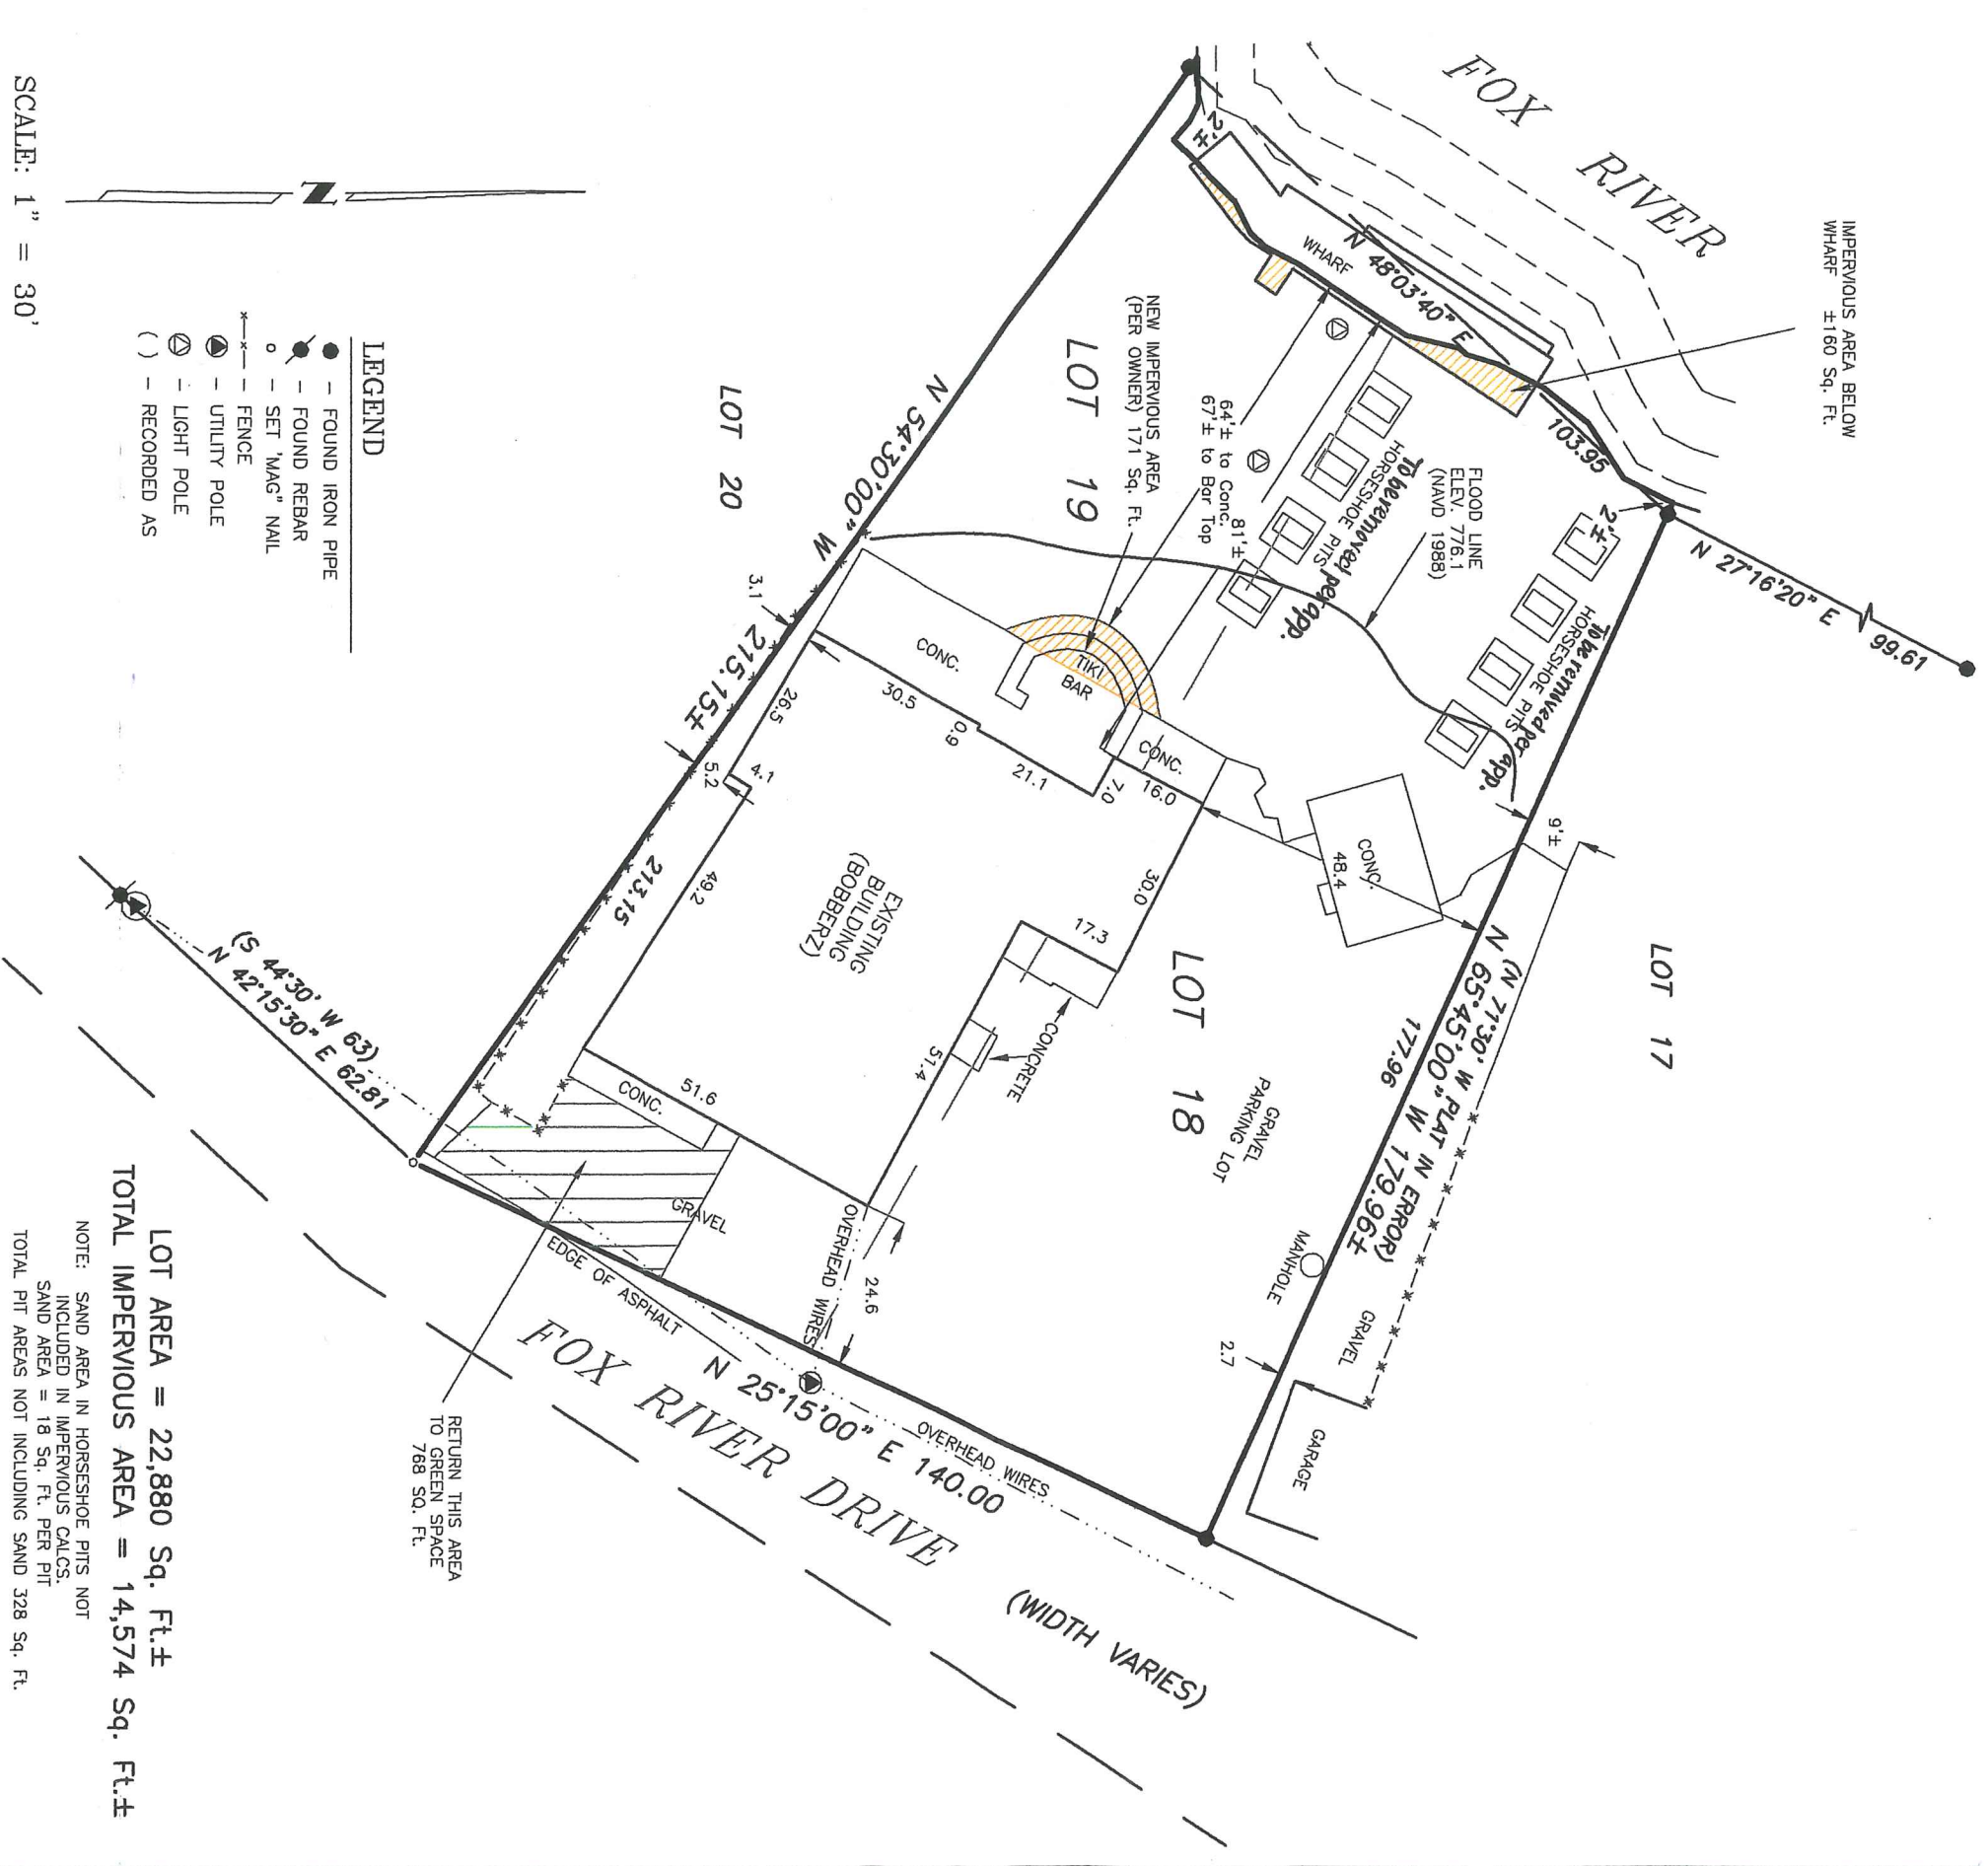 FOX RIVER
IMPERVIOUS AREA BELOW
WHARF ±160 Sq. Ft.
2'±
WHARF
N 48°03'40" E
103.95
2'±
N 27°16'20" E
99.61
NEW IMPERVIOUS AREA
(PER OWNER) 171 Sq. Ft.
64'± to Conc.
67'± to Bar Top
81'±
HORSESHOE PITS
To be removed per app.
FLOOD LINE
ELEV. 776.1
(NAVD 1988)
HORSESHOE PITS
To be removed per app.
LOT 19
LOT 20
LOT 17
LOT 18
N 54°30'00" W
215.15±
213.15
3.1
5.2
CONC.
TIKI
BAR
CONC.
CONC.
26.5
30.5
0.9
21.1
7.0
16.0
4.1
49.2
48.4
30.0
17.3
51.4
51.6
9'±
EXISTING
BUILDING
(BOBBERZ)
CONCRETE
GRAVEL
PARKING LOT
(N 71°30' W PLAT IN ERROR)
N 65°45'00" W 179.96±
177.96
MANHOLE
GRAVEL
GARAGE
2.7
24.6
CONC.
GRAVEL
OVERHEAD WIRES
EDGE OF ASPHALT
N 25°15'00" E 140.00
OVERHEAD WIRES
FOX RIVER DRIVE
(WIDTH VARIES)
(S 44°30' W 63)
N 42°15'30" E 62.81
RETURN THIS AREA
TO GREEN SPACE
768 SQ. Ft.
N
SCALE: 1" = 30'
LEGEND
- FOUND IRON PIPE
- FOUND REBAR
- SET 'MAG" NAIL
- FENCE
- UTILITY POLE
- LIGHT POLE
( ) - RECORDED AS
LOT AREA = 22,880 Sq. Ft.±
TOTAL IMPERVIOUS AREA = 14,574 Sq. Ft.±
NOTE: SAND AREA IN HORSESHOE PITS NOT
INCLUDED IN IMPERVIOUS CALCS.
SAND AREA = 18 Sq. Ft. PER PIT
TOTAL PIT AREAS NOT INCLUDING SAND 328 Sq. Ft.